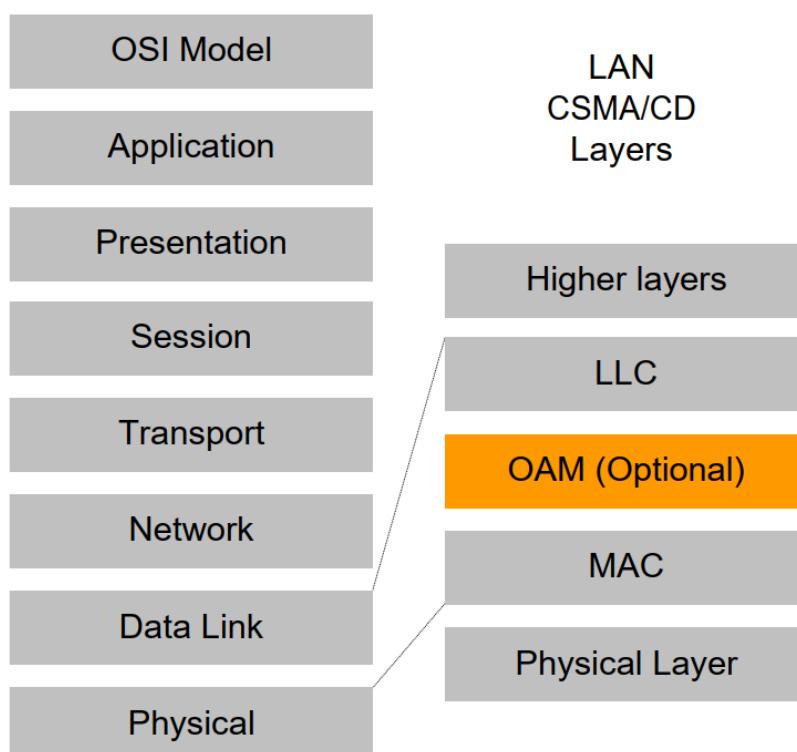 OSI Model
Application
Presentation
Session
Transport
Network
Data Link
Physical
LAN
CSMA/CD
Layers
Higher layers
LLC
OAM (Optional)
MAC
Physical Layer